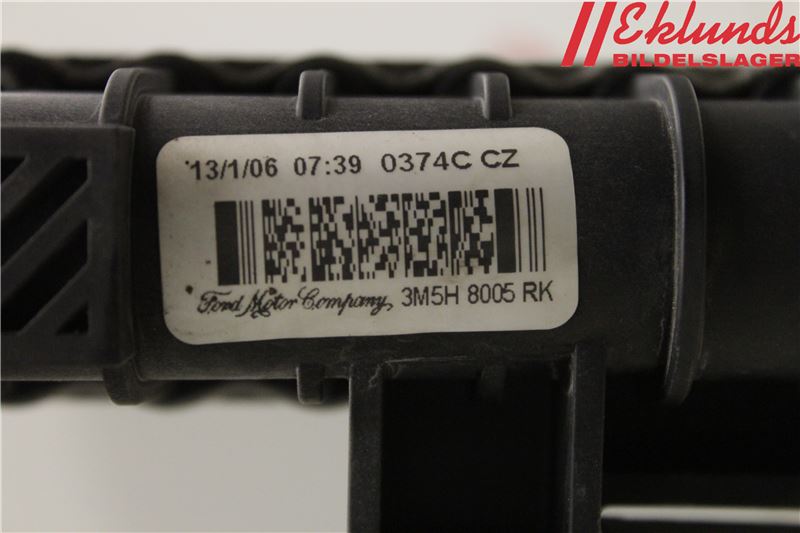 Eklunds
BILDELSLAGER
13/1/06 07:39 0374C CZ
Ford Motor Company, 3M5H 8005 RK